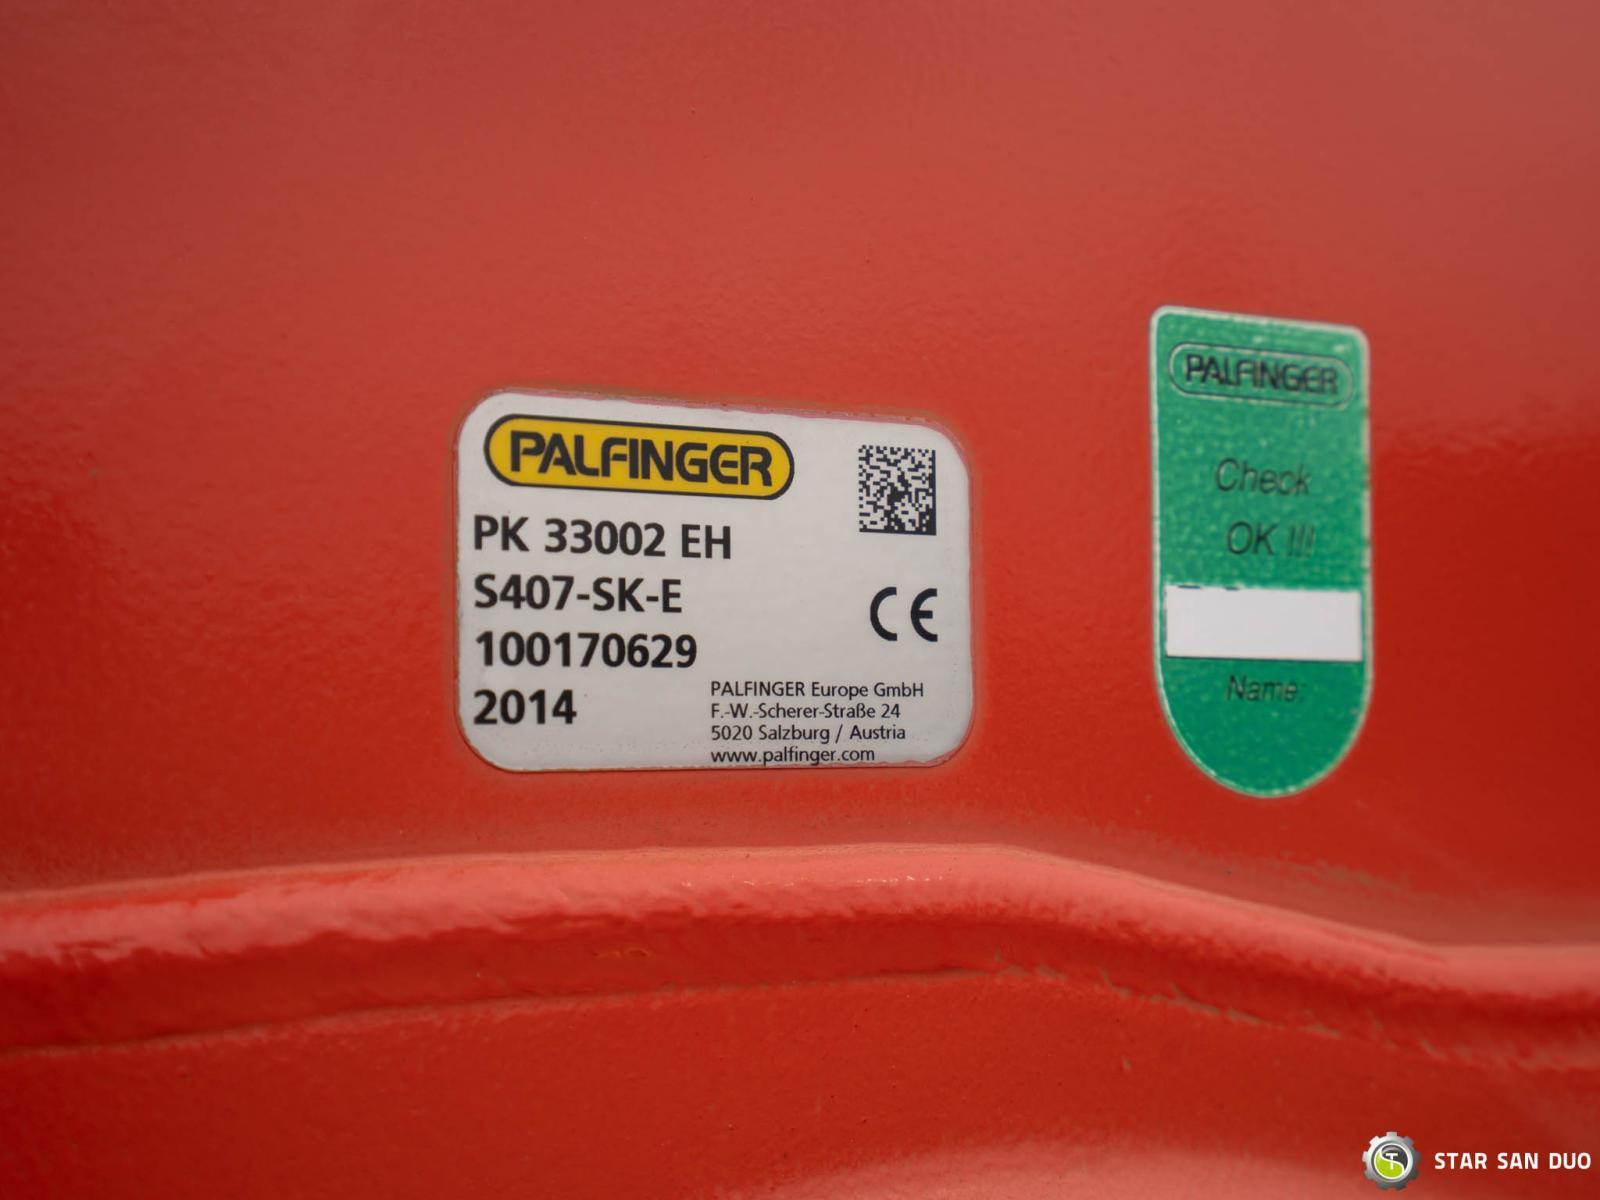 PALFINGER
PK 33002 EH
S407-SK-E
100170629
2014
CE
PALFINGER Europe GmbH
F.-W.-Scherer-Straße 24
5020 Salzburg / Austria
www.palfinger.com
PALFINGER
Check
OK !!!
Name:
STAR SAN DUO